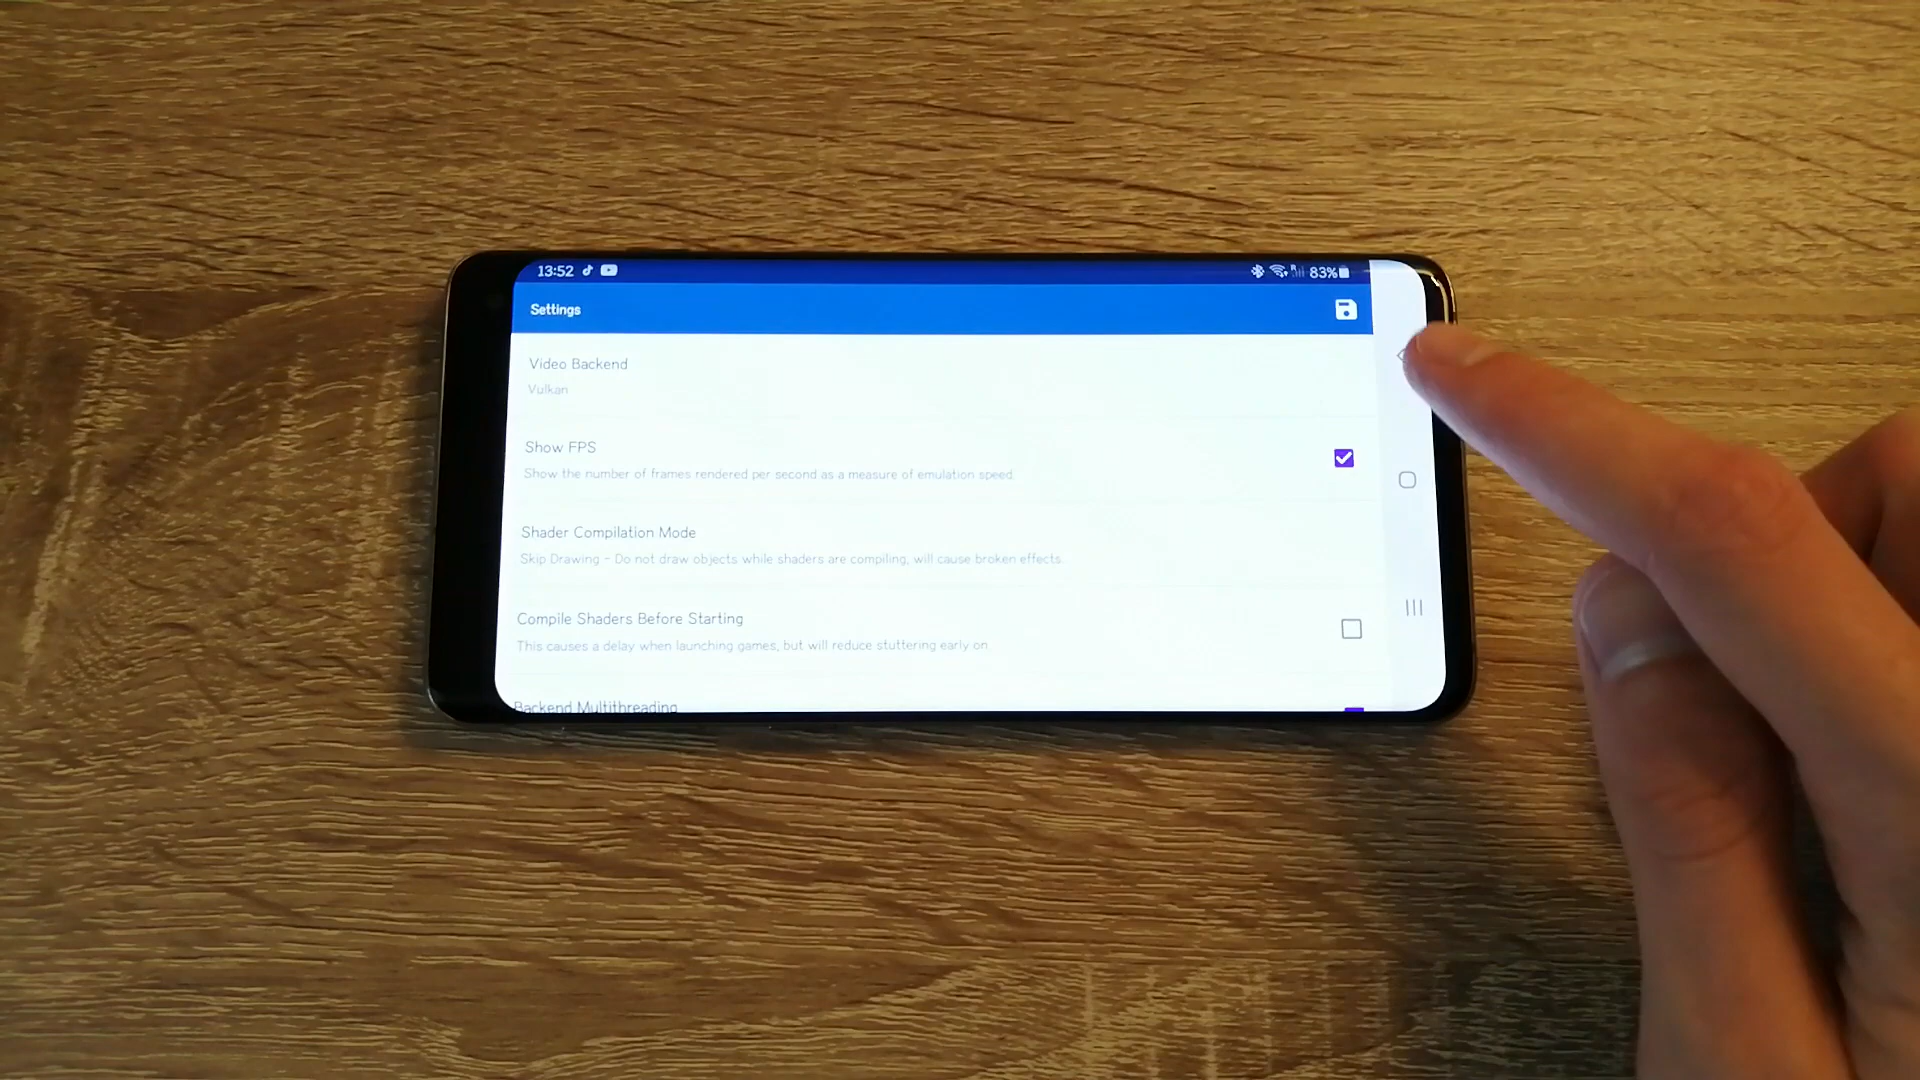 13:52
83%
Settings
Video Backend
Vulkan
Show FPS
Show the number of frames rendered per second as a measure of emulation speed.
Shader Compilation Mode
Skip Drawing - Do not draw objects while shaders are compiling, will cause broken effects.
Compile Shaders Before Starting
This causes a delay when launching games, but will reduce stuttering early on.
Backend Multithreading